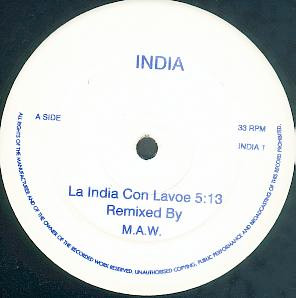 INDIA
A SIDE
33 RPM
INDIA 1
La India Con Lavoe 5:13
Remixed By
M.A.W.
ALL RIGHTS OF THE MANUFACTURER AND OF THE OWNER OF THE RECORDED WORK RESERVED. UNAUTHORISED COPYING, PUBLIC PERFORMANCE AND BROADCASTING OF THIS RECORD PROHIBITED.